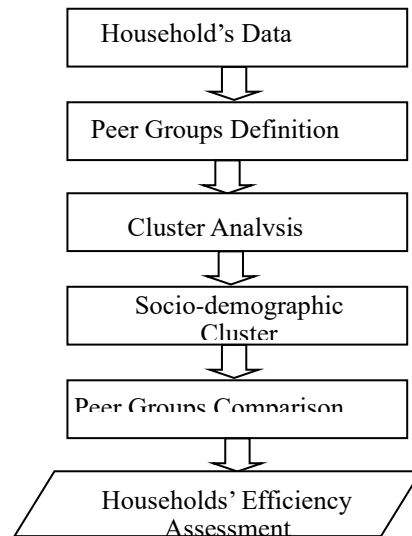 Household’s Data
Peer Groups Definition
Cluster Analysis
Socio-demographic
Cluster
Peer Groups Comparison
Households’ Efficiency
Assessment